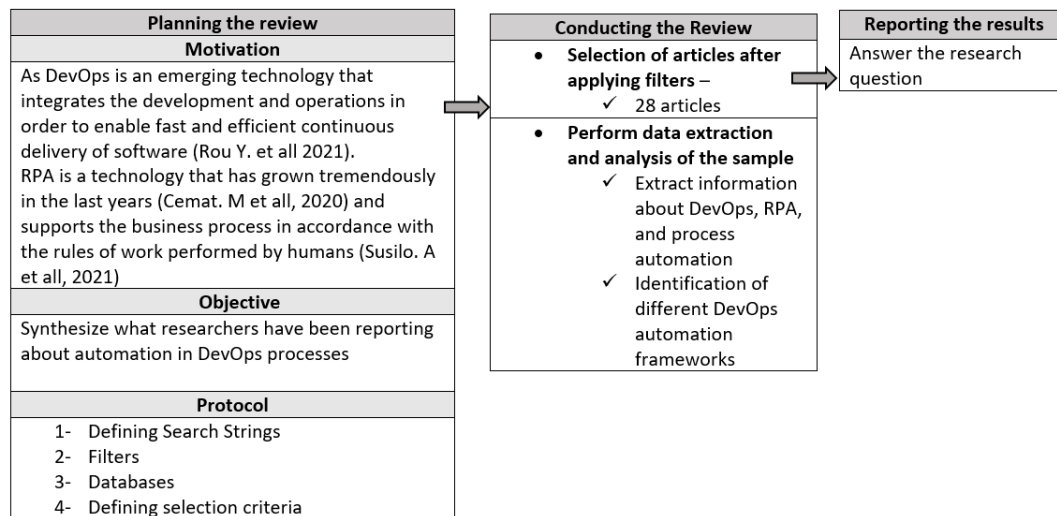 Planning the review
Motivation
As DevOps is an emerging technology that
integrates the development and operations in
order to enable fast and efficient continuous
delivery of software (Rou Y. et all 2021).
RPA is a technology that has grown tremendously
in the last years (Cemat. M et all, 2020) and
supports the business process in accordance with
the rules of work performed by humans (Susilo. A
et all, 2021)
Objective
Synthesize what researchers have been reporting
about automation in DevOps processes
Protocol
1- Defining Search Strings
2- Filters
3- Databases
4- Defining selection criteria
Conducting the Review
• Selection of articles after
applying filters –
✓ 28 articles
• Perform data extraction
and analysis of the sample
✓ Extract information
about DevOps, RPA,
and process
automation
✓ Identification of
different DevOps
automation
frameworks
Reporting the results
Answer the research
question